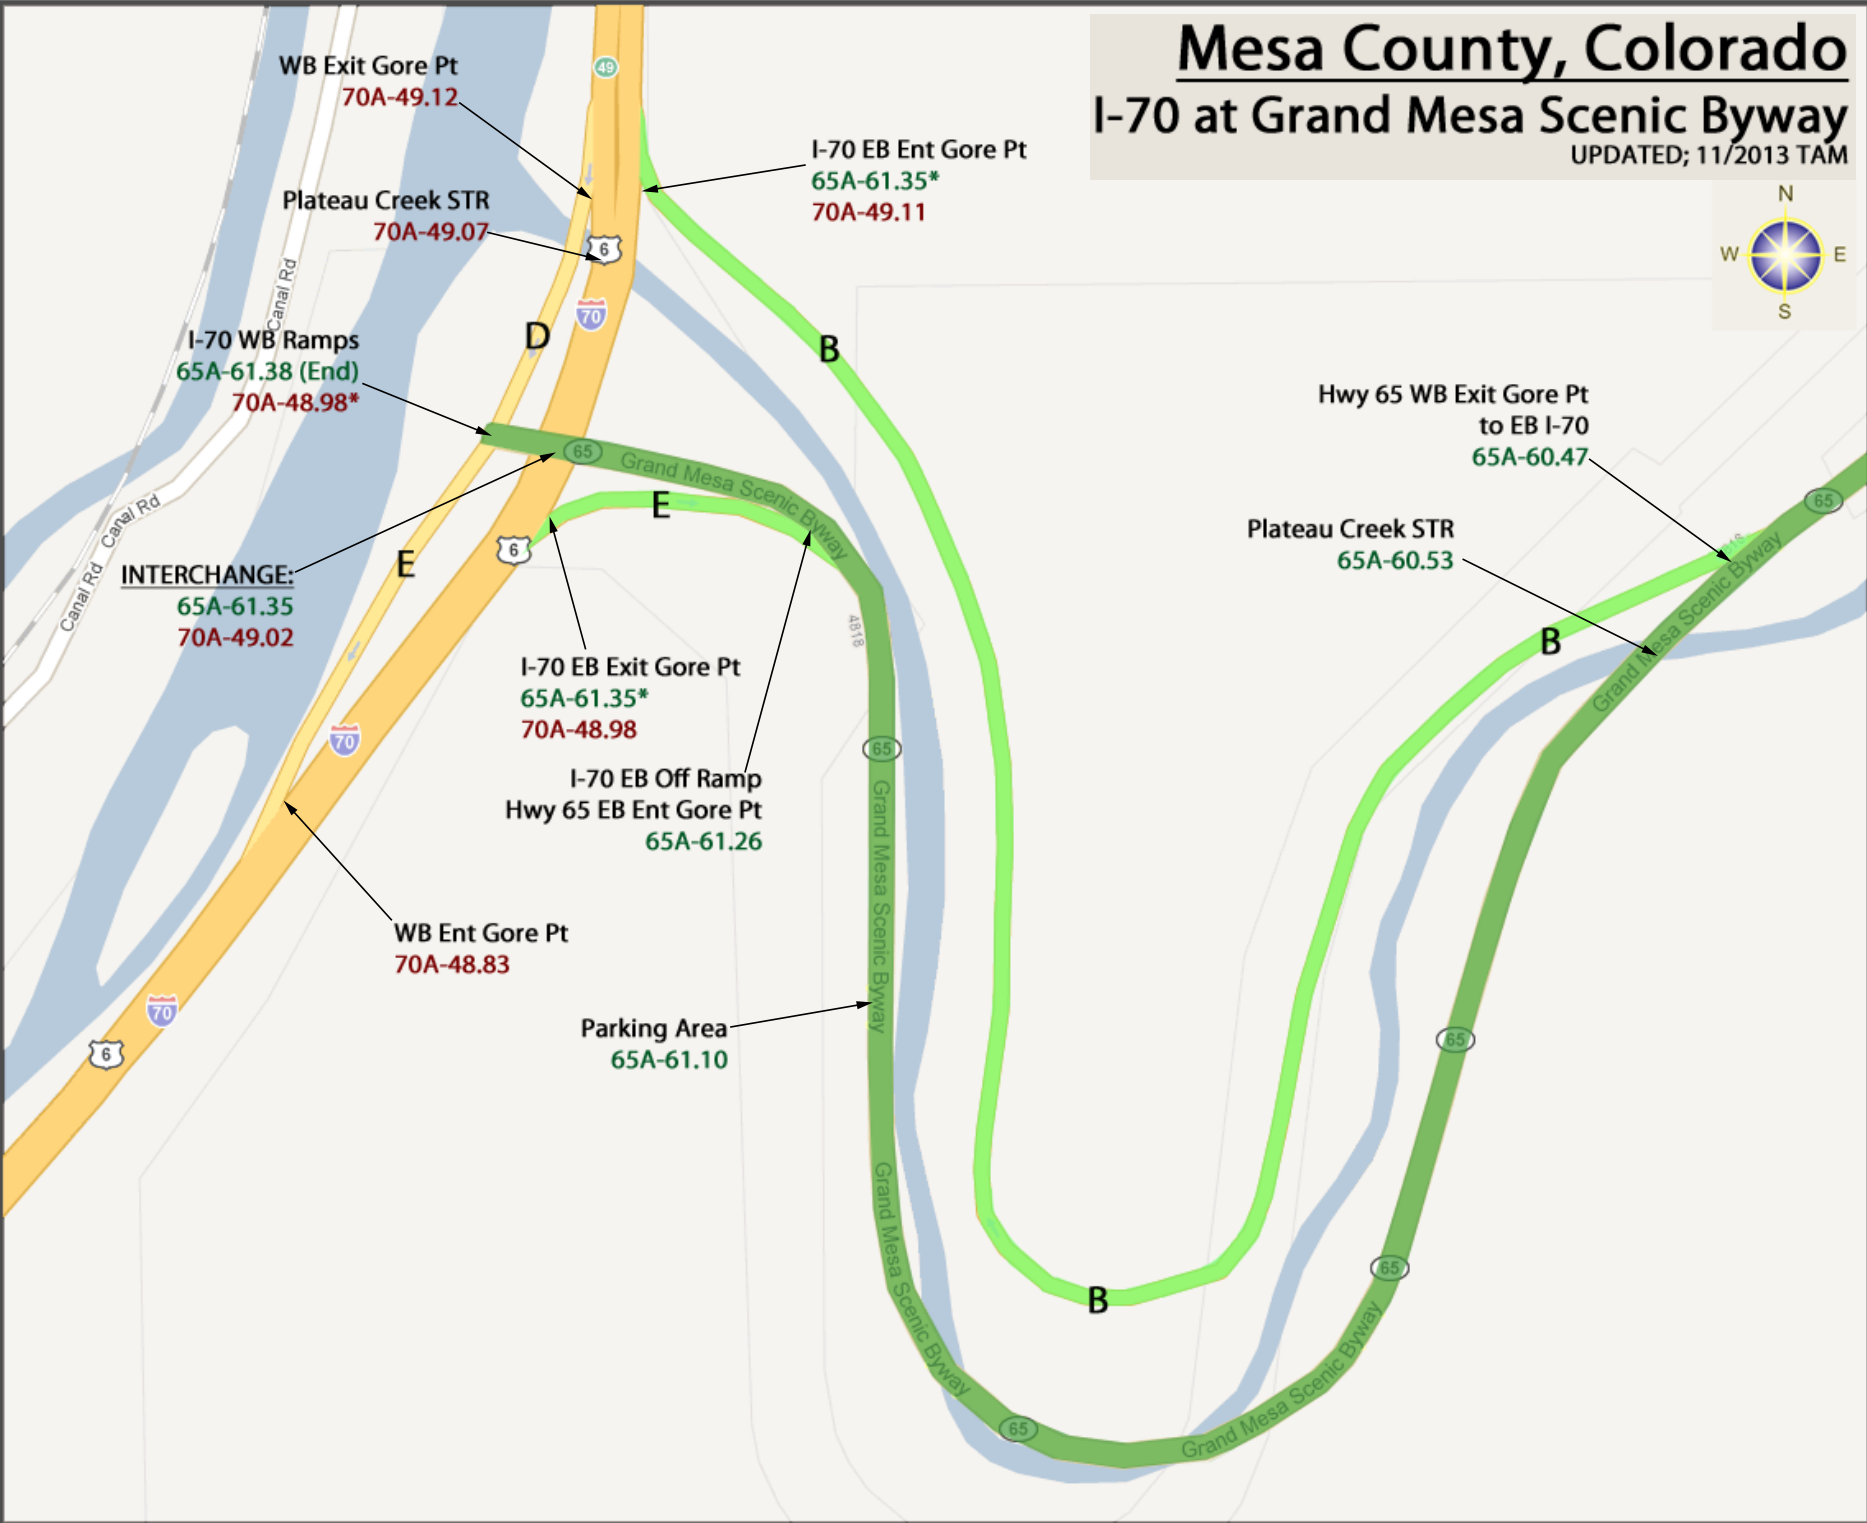 Mesa County, Colorado
I-70 at Grand Mesa Scenic Byway
UPDATED; 11/2013 TAM
N
W
E
S
49
WB Exit Gore Pt
70A-49.12
I-70 EB Ent Gore Pt
65A-61.35*
70A-49.11
Plateau Creek STR
70A-49.07
6
70
Canal Rd
D
B
I-70 WB Ramps
65A-61.38 (End)
70A-48.98*
Hwy 65 WB Exit Gore Pt
to EB I-70
65A-60.47
65
Grand Mesa Scenic Byway
65
Canal Rd
Canal Rd
E
E
6
Plateau Creek STR
65A-60.53
Grand Mesa Scenic Byway
INTERCHANGE:
65A-61.35
70A-49.02
4818
B
I-70 EB Exit Gore Pt
65A-61.35*
70A-48.98
70
65
I-70 EB Off Ramp
Hwy 65 EB Ent Gore Pt
65A-61.26
Grand Mesa Scenic Byway
WB Ent Gore Pt
70A-48.83
70
6
Parking Area
65A-61.10
65
Grand Mesa Scenic Byway
65
B
Grand Mesa Scenic Byway
65